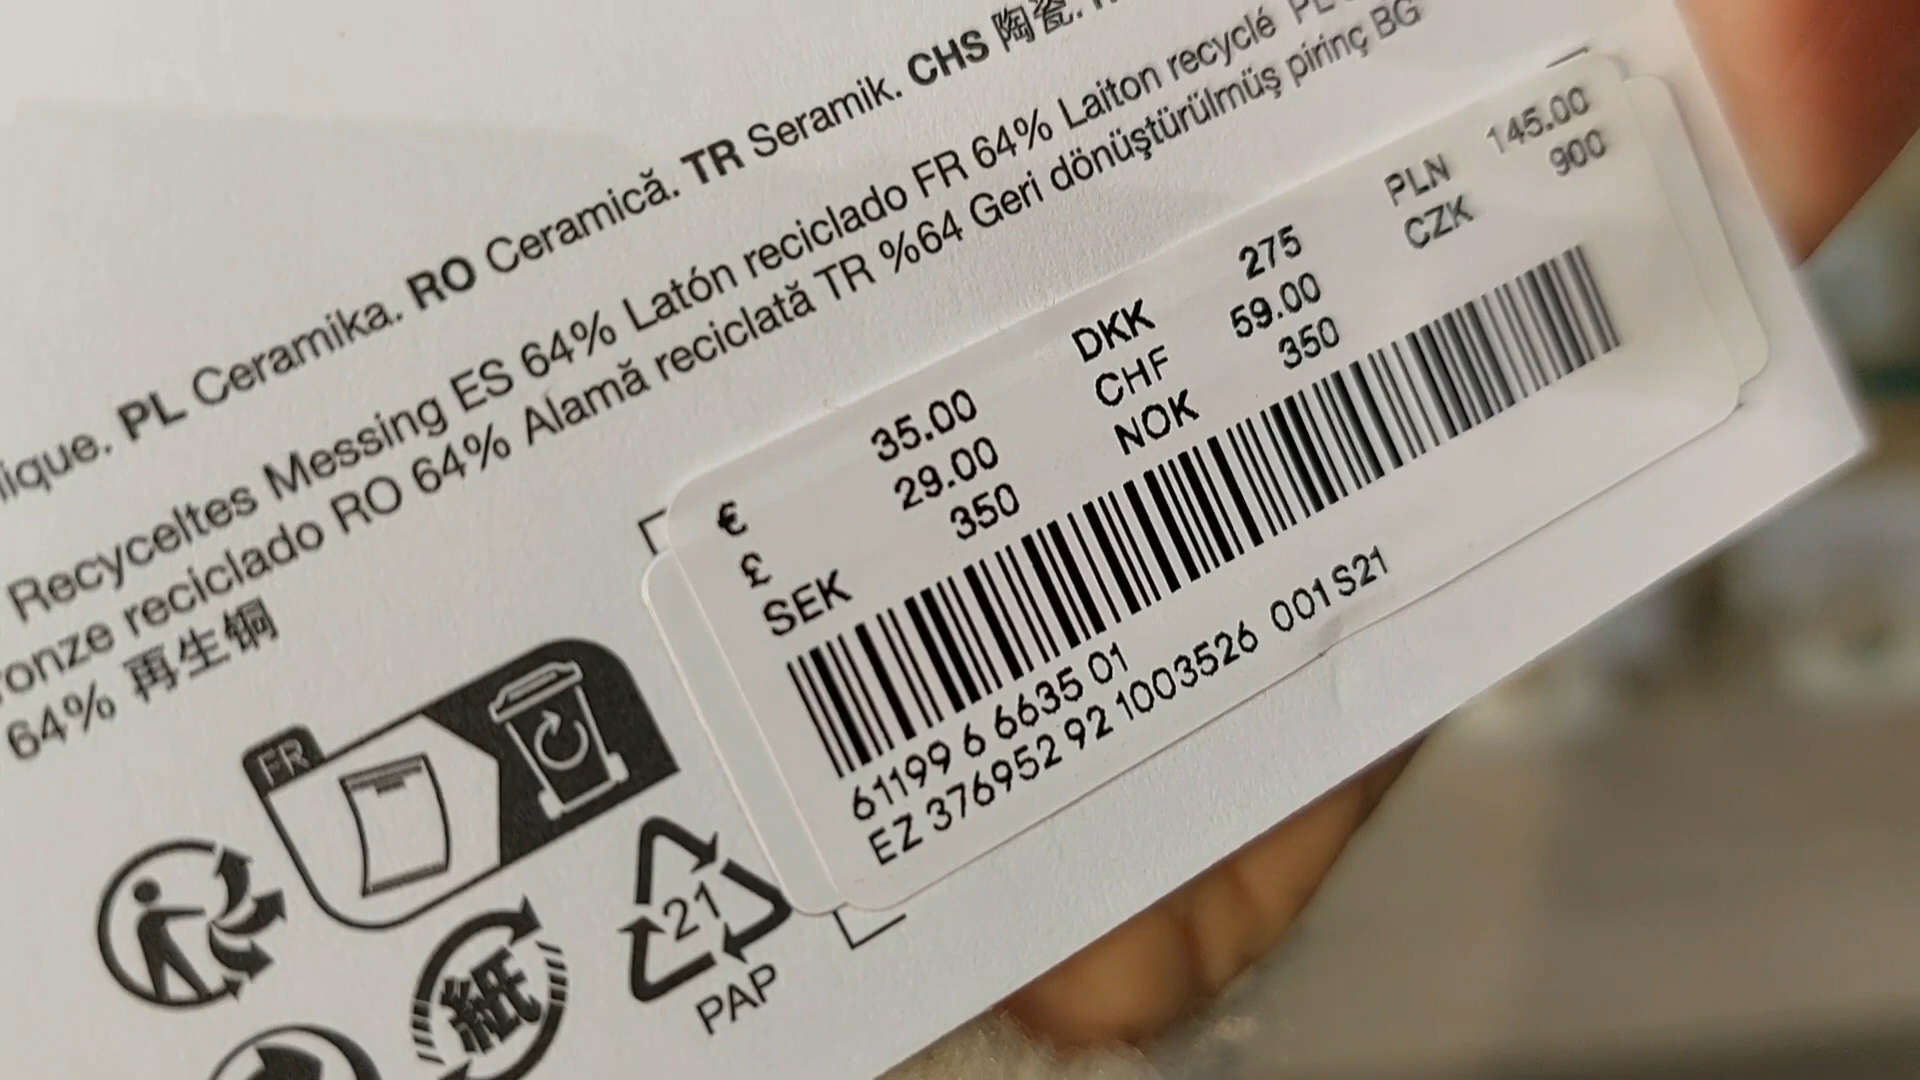 ique. PL Ceramika. RO Ceramică. TR Seramik. CHS 陶瓷.
Recyceltes Messing ES 64% Latón reciclado FR 64% Laiton recyclé PL
onze reciclado RO 64% Alamă reciclată TR %64 Geri dönüştürülmüş pirinç BG
64% 再生铜
€ 35.00 DKK 275 PLN 145.00
£ 29.00 CHF 59.00 CZK 900
SEK 350 NOK 350
61199 6 6635 01
EZ 376952 92 1003526 001 S21
FR
紙
21
PAP